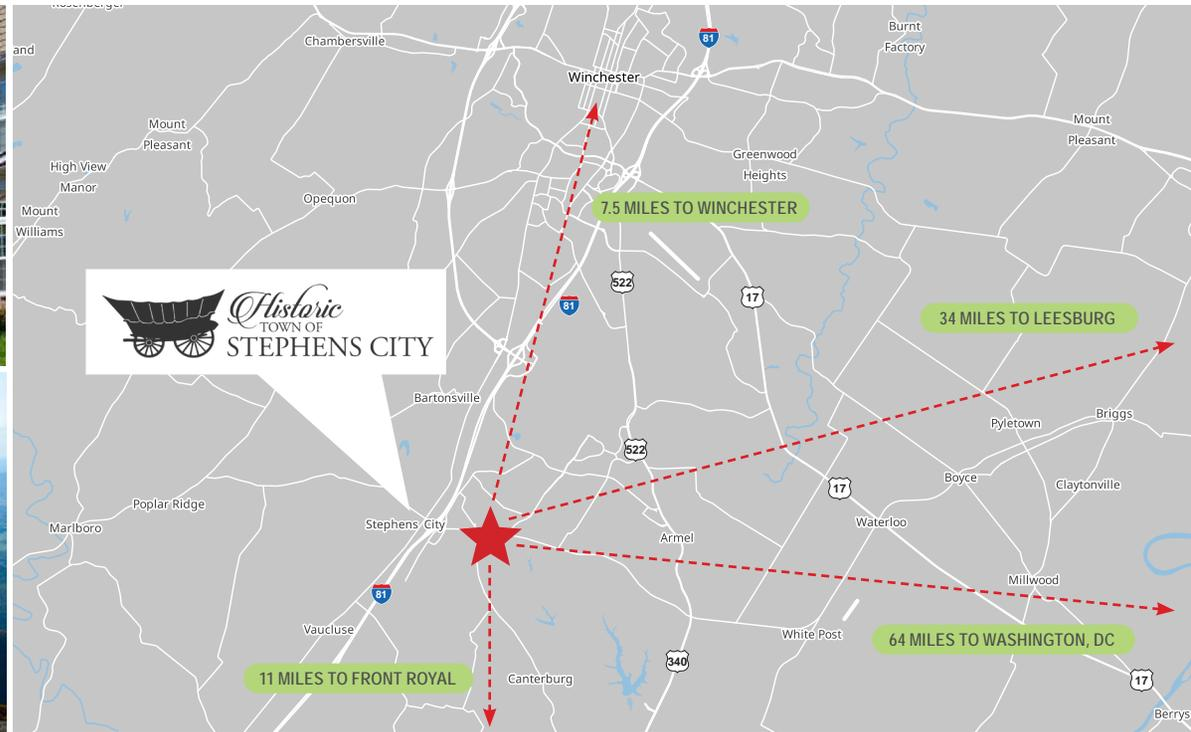 Chambersville
81
Burnt
Factory
and
Winchester
Mount
Pleasant
Mount
Pleasant
High View
Manor
Greenwood
Heights
Opequon
Mount
Williams
7.5 MILES TO WINCHESTER
522
17
81
Historic
TOWN OF
STEPHENS CITY
34 MILES TO LEESBURG
Bartonsville
Briggs
Pyletown
522
Boyce
Claytonville
17
Poplar Ridge
Marlboro
Stephens City
Waterloo
Armel
Millwood
81
Vaucluse
White Post
64 MILES TO WASHINGTON, DC
340
11 MILES TO FRONT ROYAL
Canterburg
17
Berrys